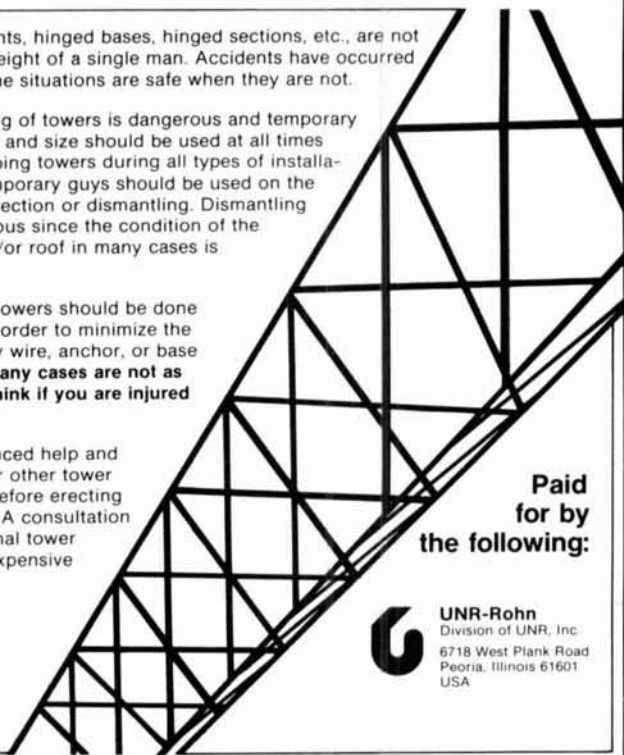 nts, hinged bases, hinged sections, etc., are not
eight of a single man. Accidents have occurred
ne situations are safe when they are not.
g of towers is dangerous and temporary
and size should be used at all times
bing towers during all types of installa-
mporary guys should be used on the
ection or dismantling. Dismantling
ous since the condition of the
/or roof in many cases is
owers should be done
order to minimize the
y wire, anchor, or base
any cases are not as
hink if you are injured
nced help and
r other tower
efore erecting
A consultation
nal tower
xpensive
Paid
for by
the following:
UNR-Rohn
Division of UNR, Inc.
6718 West Plank Road
Peoria, Illinois 61601
USA